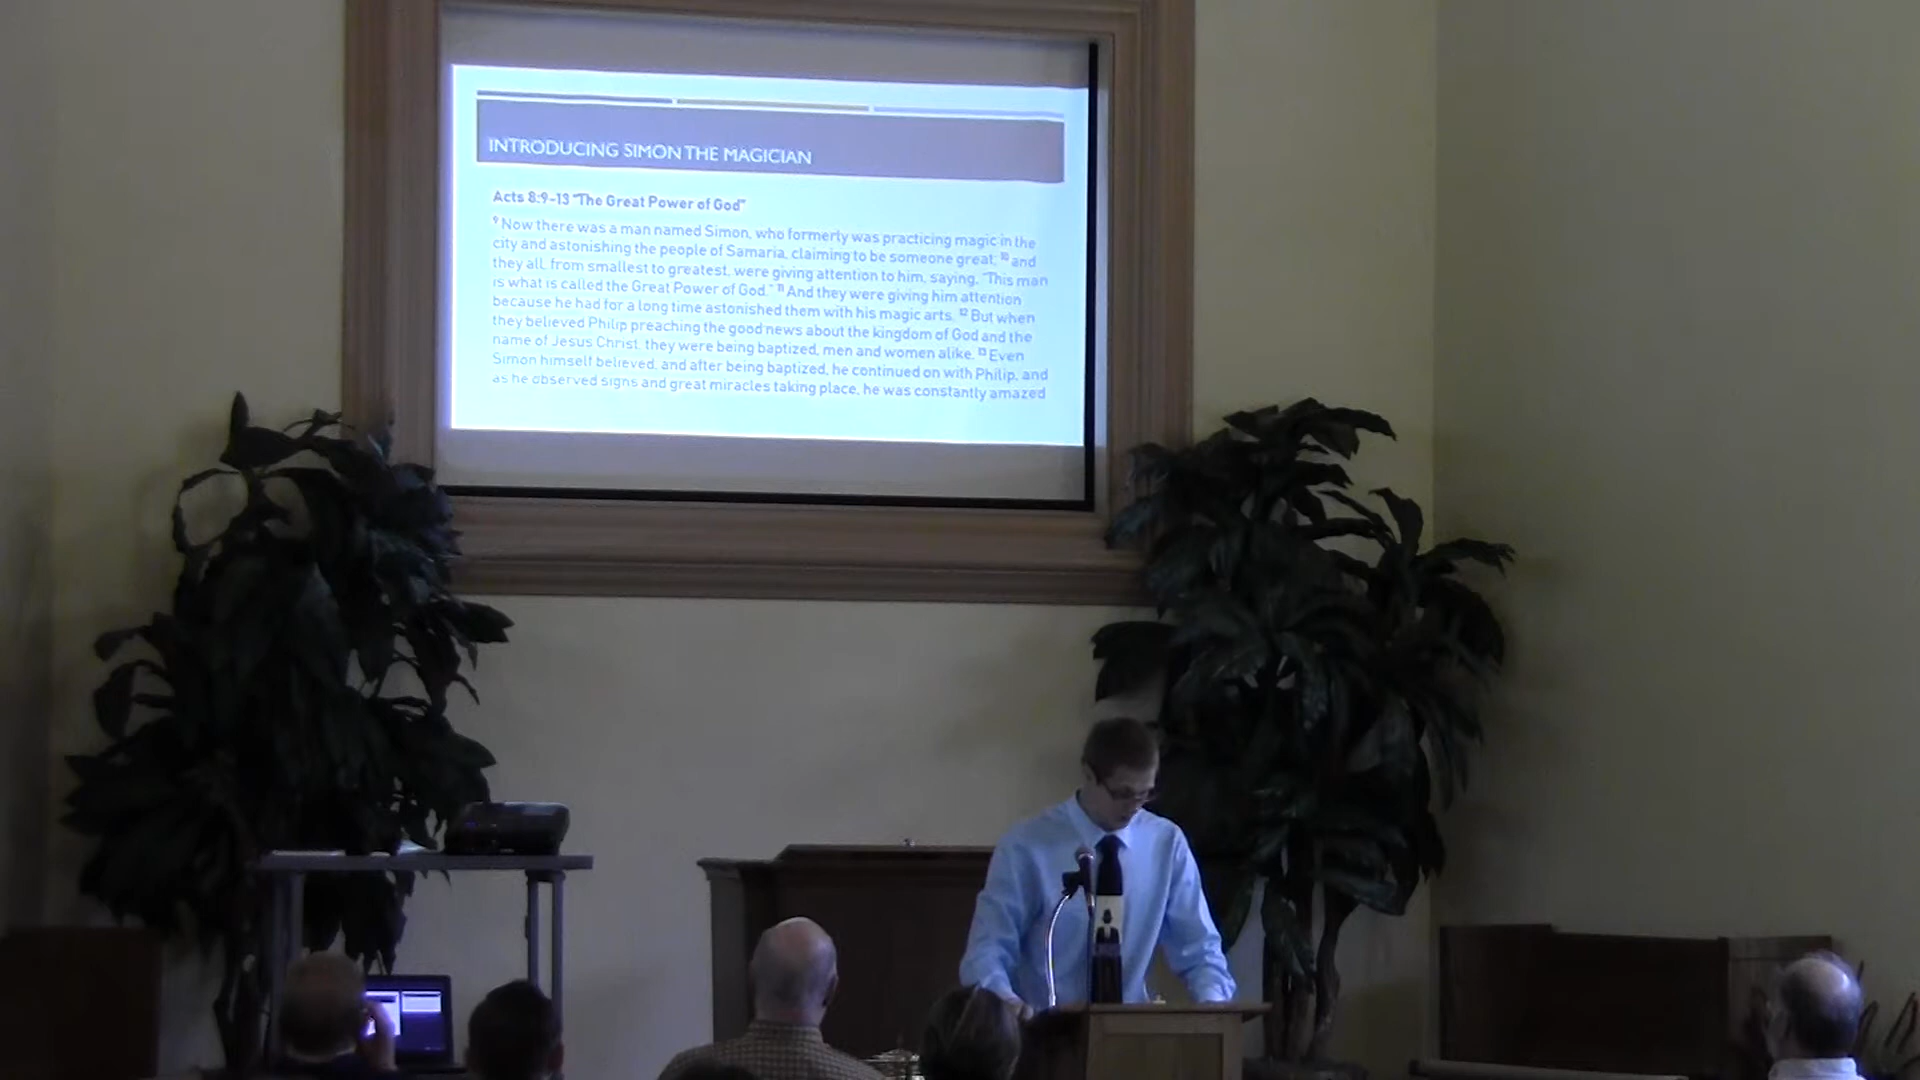 INTRODUCING SIMON THE MAGICIAN
Acts 8:9-13 "The Great Power of God"
⁹ Now there was a man named Simon, who formerly was practicing magic in the
city and astonishing the people of Samaria, claiming to be someone great; ¹⁰ and
they all, from smallest to greatest, were giving attention to him, saying, "This man
is what is called the Great Power of God." ¹¹ And they were giving him attention
because he had for a long time astonished them with his magic arts. ¹² But when
they believed Philip preaching the good news about the kingdom of God and the
name of Jesus Christ, they were being baptized, men and women alike. ¹³ Even
Simon himself believed, and after being baptized, he continued on with Philip, and
as he observed signs and great miracles taking place, he was constantly amazed